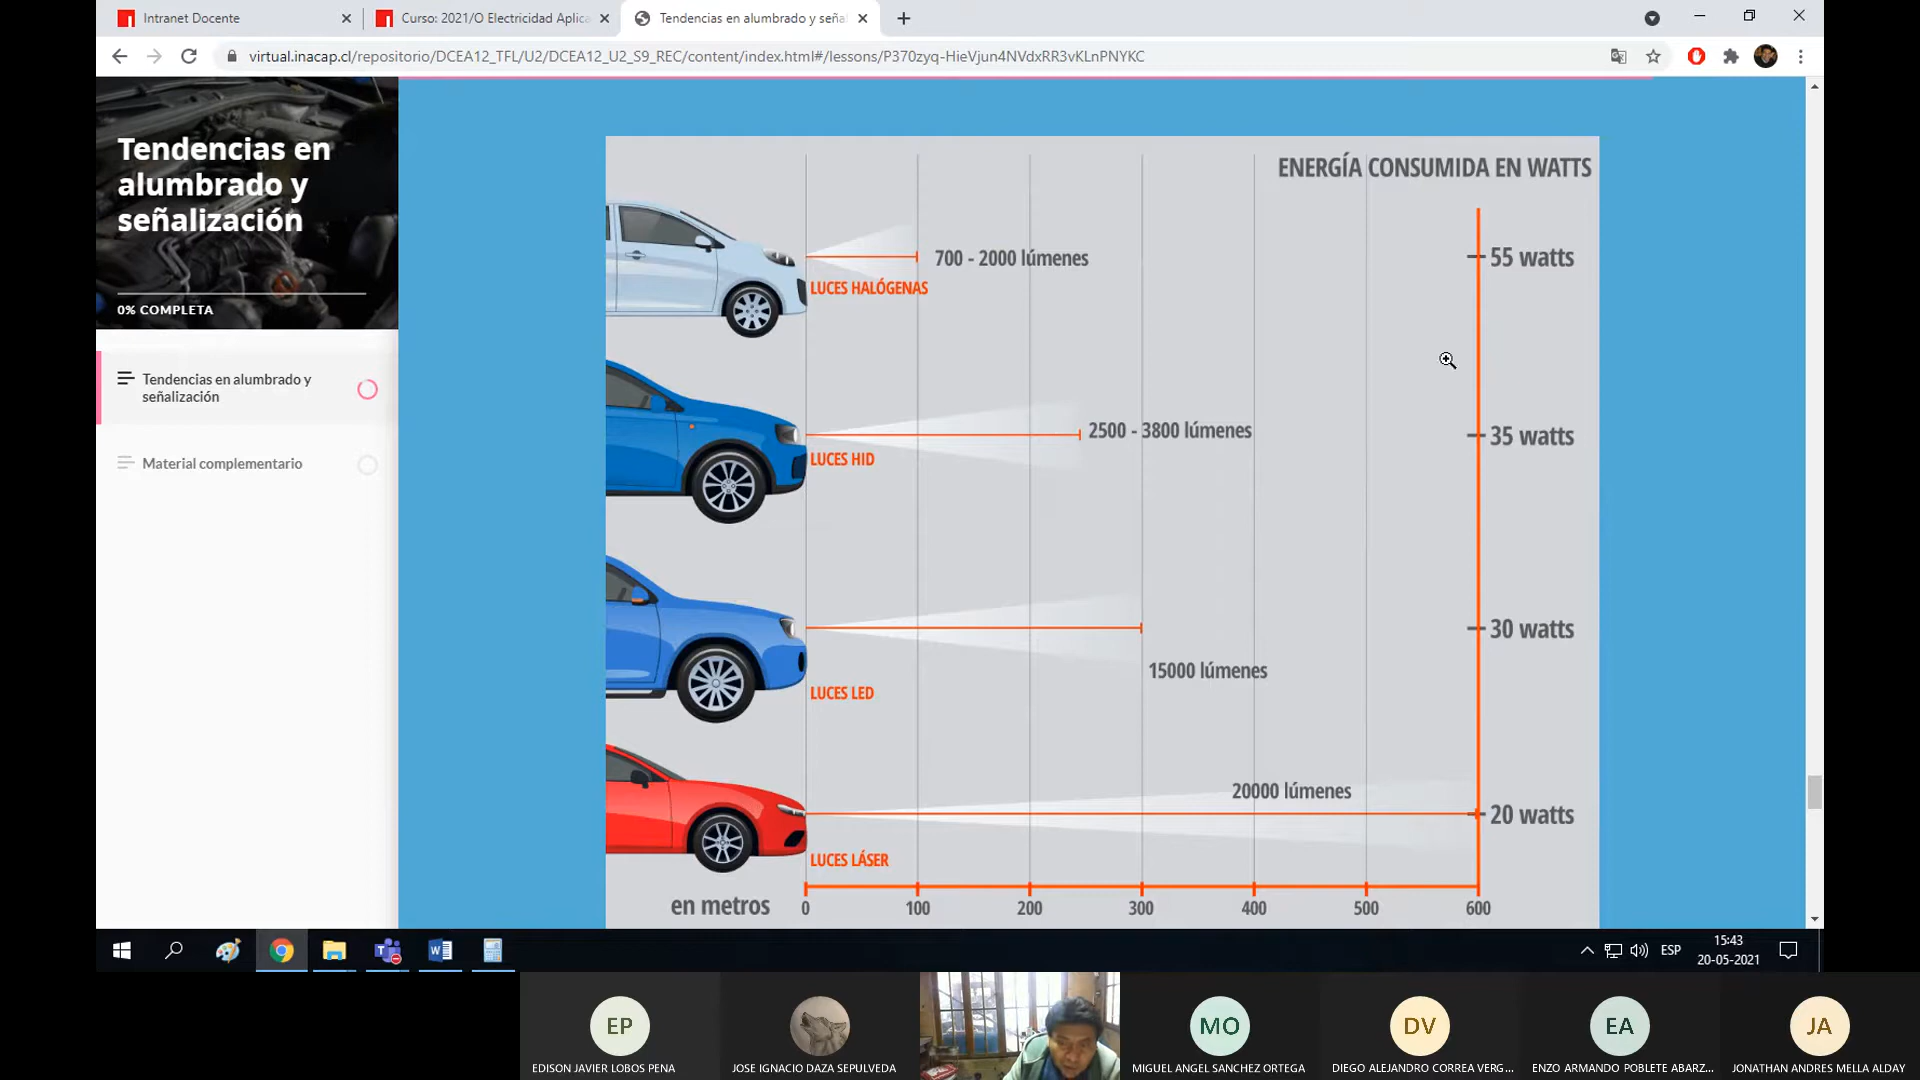 Intranet Docente
Curso: 2021/O Electricidad Aplica
Tendencias en alumbrado y seña
virtual.inacap.cl/repositorio/DCEA12_TFL/U2/DCEA12_U2_S9_REC/content/index.html#/lessons/P370zyq-HieVjun4NVdxRR3vKLnPNYKC
Tendencias en
alumbrado y
señalización
0% COMPLETA
Tendencias en alumbrado y
señalización
Material complementario
ENERGÍA CONSUMIDA EN WATTS
700 - 2000 lúmenes
55 watts
LUCES HALÓGENAS
2500 - 3800 lúmenes
35 watts
LUCES HID
30 watts
15000 lúmenes
LUCES LED
20000 lúmenes
20 watts
LUCES LÁSER
en metros
0 100 200 300 400 500 600
ESP
15:43
20-05-2021
EP
MO
DV
EA
JA
EDISON JAVIER LOBOS PENA
JOSE IGNACIO DAZA SEPULVEDA
MIGUEL ANGEL SANCHEZ ORTEGA
DIEGO ALEJANDRO CORREA VERG...
ENZO ARMANDO POBLETE ABARZ...
JONATHAN ANDRES MELLA ALDAY